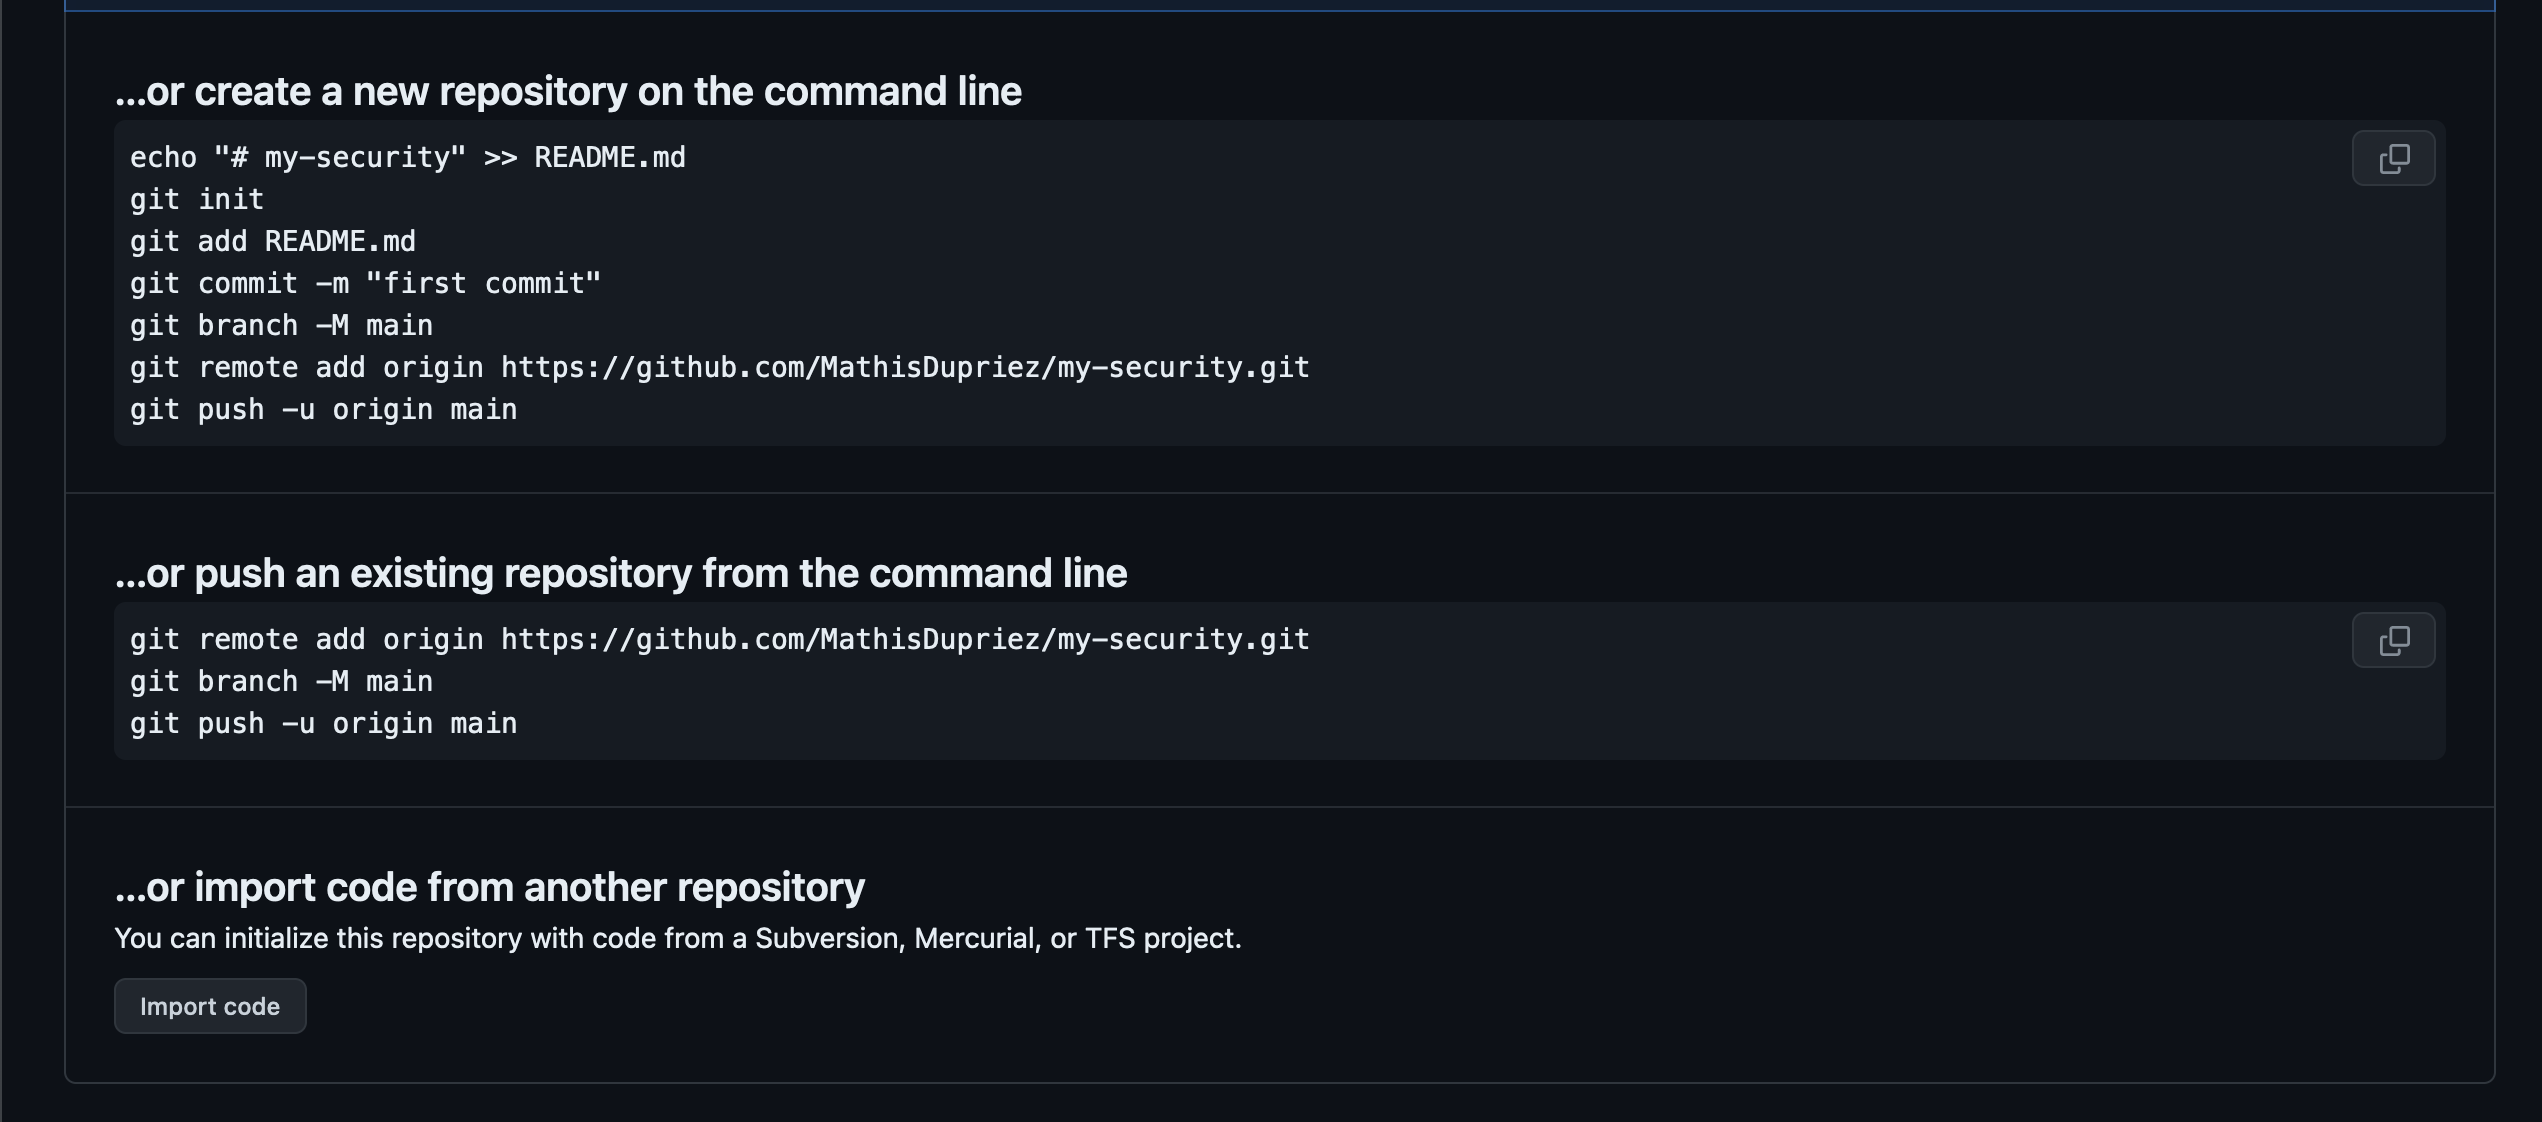 ...or create a new repository on the command line
echo "# my-security" >> README.md
git init
git add README.md
git commit -m "first commit"
git branch -M main
git remote add origin https://github.com/MathisDupriez/my-security.git
git push -u origin main
...or push an existing repository from the command line
git remote add origin https://github.com/MathisDupriez/my-security.git
git branch -M main
git push -u origin main
...or import code from another repository
You can initialize this repository with code from a Subversion, Mercurial, or TFS project.
Import code